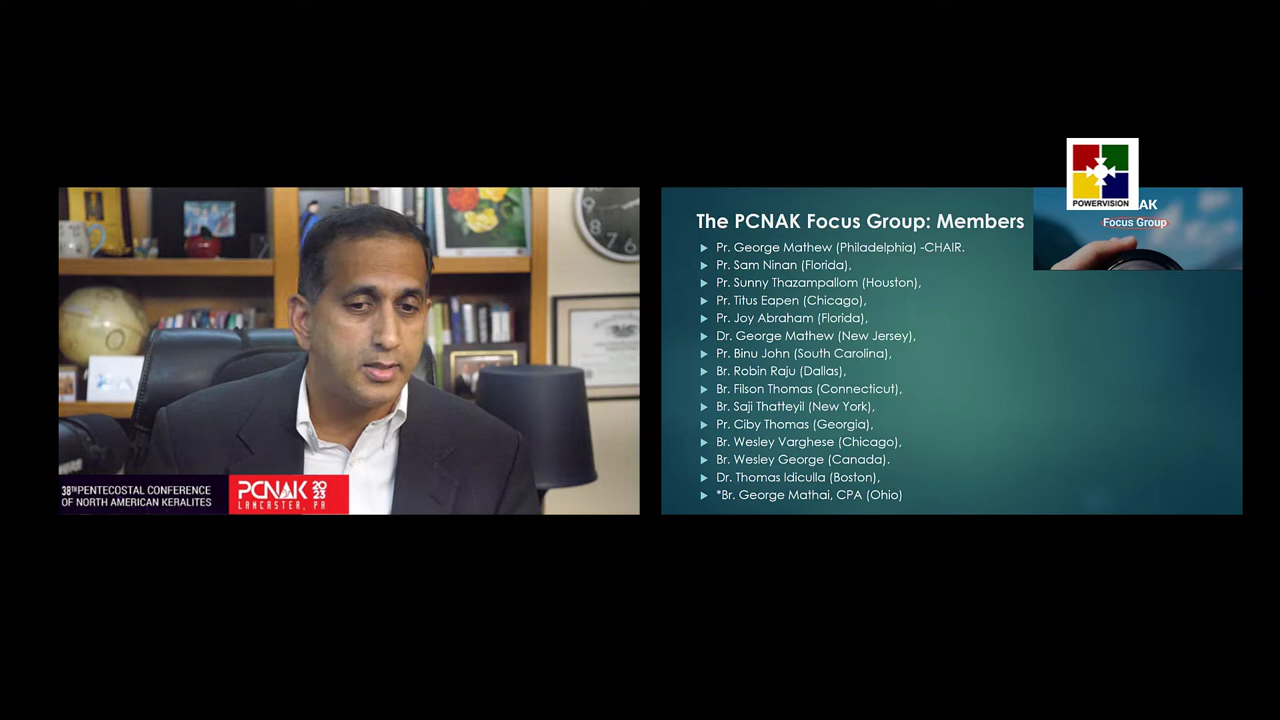 38TH PENTECOSTAL CONFERENCE
OF NORTH AMERICAN KERALITES
PCNAK 2023
LANCASTER, PA
POWERVISION
AK
Focus Group
The PCNAK Focus Group: Members
Pr. George Mathew (Philadelphia) -CHAIR.
Pr. Sam Ninan (Florida),
Pr. Sunny Thazampallom (Houston),
Pr. Titus Eapen (Chicago),
Pr. Joy Abraham (Florida),
Dr. George Mathew (New Jersey),
Pr. Binu John (South Carolina),
Br. Robin Raju (Dallas),
Br. Filson Thomas (Connecticut),
Br. Saji Thatteyil (New York),
Pr. Ciby Thomas (Georgia),
Br. Wesley Varghese (Chicago),
Br. Wesley George (Canada).
Dr. Thomas Idiculla (Boston),
*Br. George Mathai, CPA (Ohio)